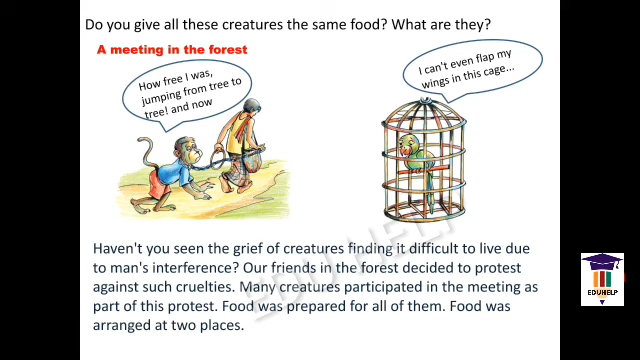 Do you give all these creatures the same food? What are they?
A meeting in the forest
How free I was,
jumping from tree to
tree! and now
I can't even flap my
wings in this cage...
Haven't you seen the grief of creatures finding it difficult to live due
to man's interference? Our friends in the forest decided to protest
against such cruelties. Many creatures participated in the meeting as
part of this protest. Food was prepared for all of them. Food was
arranged at two places.
EDU HELP
EDUHELP